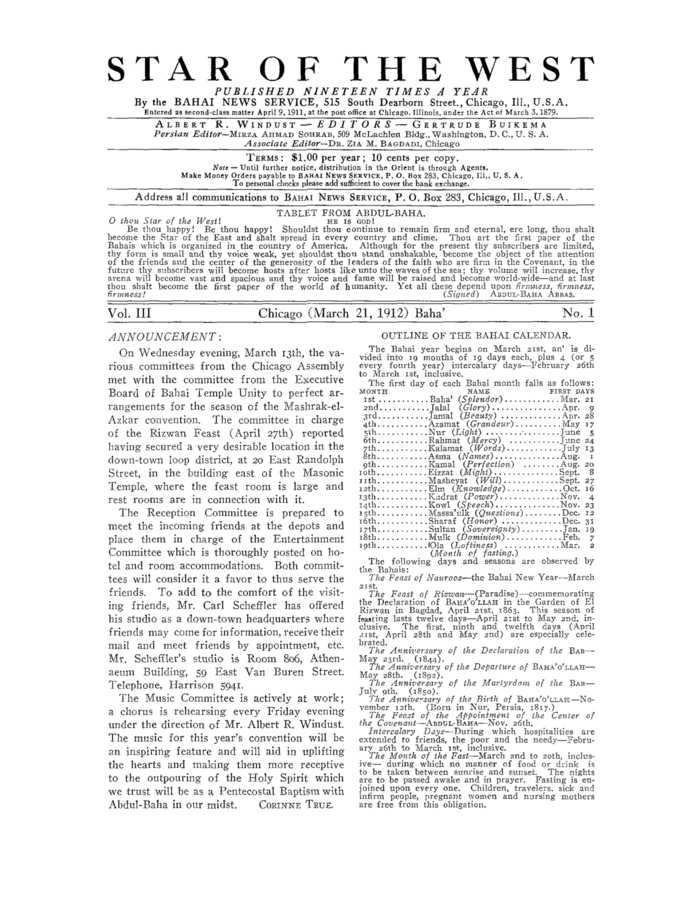 STAR OF THE WEST
PUBLISHED NINETEEN TIMES A YEAR
By the BAHAI NEWS SERVICE, 515 South Dearborn Street., Chicago, Ill., U.S.A.
Entered as second-class matter April 9, 1911, at the post office at Chicago. Illinois, under the Act of March 3, 1879.
ALBERT R. WINDUST — EDITORS — GERTRUDE BUIKEMA
Persian Editor—MIRZA AHMAD SOHRAB, 509 McLachlen Bldg., Washington, D. C., U. S. A.
Associate Editor—DR. ZIA M. BAGDADI, Chicago
TERMS: $1.00 per year; 10 cents per copy.
Note — Until further notice, distribution in the Orient is through Agents.
Make Money Orders payable to BAHAI NEWS SERVICE, P. O. Box 283, Chicago, Ill., U. S. A.
To personal checks please add sufficient to cover the bank exchange.
Address all communications to BAHAI NEWS SERVICE, P. O. Box 283, Chicago, Ill., U.S.A.
TABLET FROM ABDUL-BAHA.
O thou Star of the West! HE IS GOD!
Be thou happy! Be thou happy! Shouldst thou continue to remain firm and eternal, ere long, thou shalt
become the Star of the East and shalt spread in every country and clime. Thou art the first paper of the
Bahais which is organized in the country of America. Although for the present thy subscribers are limited,
thy form is small and thy voice weak, yet shouldst thou stand unshakable, become the object of the attention
of the friends and the center of the generosity of the leaders of the faith who are firm in the Covenant, in the
future thy subscribers will become hosts after hosts like unto the waves of the sea; thy volume will increase, thy
arena will become vast and spacious and thy voice and fame will be raised and become world-wide—and at last
thou shalt become the first paper of the world of humanity. Yet all these depend upon firmness, firmness,
firmness! (Signed) ABDUL-BAHA ABBAS.
Vol. III Chicago (March 21, 1912) Baha' No. 1
ANNOUNCEMENT:
On Wednesday evening, March 13th, the va-
rious committees from the Chicago Assembly
met with the committee from the Executive
Board of Bahai Temple Unity to perfect ar-
rangements for the season of the Mashrak-el-
Azkar convention. The committee in charge
of the Rizwan Feast (April 27th) reported
having secured a very desirable location in the
down-town loop district, at 20 East Randolph
Street, in the building east of the Masonic
Temple, where the feast room is large and
rest rooms are in connection with it.
The Reception Committee is prepared to
meet the incoming friends at the depots and
place them in charge of the Entertainment
Committee which is thoroughly posted on ho-
tel and room accommodations. Both commit-
tees will consider it a favor to thus serve the
friends. To add to the comfort of the visit-
ing friends, Mr. Carl Scheffler has offered
his studio as a down-town headquarters where
friends may come for information, receive their
mail and meet friends by appointment, etc.
Mr. Scheffler's studio is Room 806, Athen-
aeum Building, 59 East Van Buren Street.
Telephone, Harrison 5941.
The Music Committee is actively at work;
a chorus is rehearsing every Friday evening
under the direction of Mr. Albert R. Windust.
The music for this year's convention will be
an inspiring feature and will aid in uplifting
the hearts and making them more receptive
to the outpouring of the Holy Spirit which
we trust will be as a Pentecostal Baptism with
Abdul-Baha in our midst. CORINNE TRUE.
OUTLINE OF THE BAHAI CALENDAR.
The Bahai year begins on March 21st, an' is di-
vided into 19 months of 19 days each, plus 4 (or 5
every fourth year) intercalary days—February 26th
to March 1st, inclusive.
The first day of each Bahai month falls as follows:
MONTH NAME FIRST DAYS
1st ...........Baha' (Splendor)............Mar. 21
2nd...........Jalal (Glory)...............Apr. 9
3rd...........Jamal (Beauty) .............Apr. 28
4th...........Azamat (Grandeur)..........May 17
5th...........Nur (Light) ................June 5
6th...........Rahmat (Mercy) ...........June 24
7th...........Kalamat (Words)...........July 13
8th...........Asma (Names)..............Aug. 1
9th...........Kamal (Perfection) ........Aug. 20
10th...........Eizzat (Might)..............Sept. 8
11th...........Masheyat (Will)............Sept. 27
12th...........Elm (Knowledge)............Oct. 16
13th...........Kudrat (Power).............Nov. 4
14th...........Kowl (Speech)..............Nov. 23
15th...........Massa'ulk (Questions)........Dec. 12
16th...........Sharaf (Honor) .............Dec. 31
17th...........Sultan (Sovereignty).........Jan. 19
18th...........Mulk (Dominion)............Feb. 7
19th...........Ola (Loftiness) ............Mar. 2
(Month of fasting.)
The following days and seasons are observed by
the Bahais:
The Feast of Naurooz—the Bahai New Year—March
21st.
The Feast of Rizwan—(Paradise)—commemorating
the Declaration of BAHA'O'LLAH in the Garden of El
Rizwan in Bagdad, April 21st, 1863. This season of
feasting lasts twelve days—April 21st to May 2nd, in-
clusive. The first, ninth and twelfth days (April
21st, April 28th and May 2nd) are especially cele-
brated.
The Anniversary of the Declaration of the BAB—
May 23rd. (1844).
The Anniversary of the Departure of BAHA'O'LLAH—
May 28th. (1892).
The Anniversary of the Martyrdom of the BAB—
July 9th. (1850).
The Anniversary of the Birth of BAHA'O'LLAH—No-
vember 12th. (Born in Nur, Persia, 1817.)
The Feast of the Appointment of the Center of
the Covenant—ABDUL-BAHA—Nov. 26th.
Intercalary Days—During which hospitalities are
extended to friends, the poor and the needy—Febru-
ary 26th to March 1st, inclusive.
The Month of the Fast—March 2nd to 20th, inclus-
ive— during which no manner of food or drink is
to be taken between sunrise and sunset. The nights
are to be passed awake and in prayer. Fasting is en-
joined upon every one. Children, travelers, sick and
infirm people, pregnant women and nursing mothers
are free from this obligation.